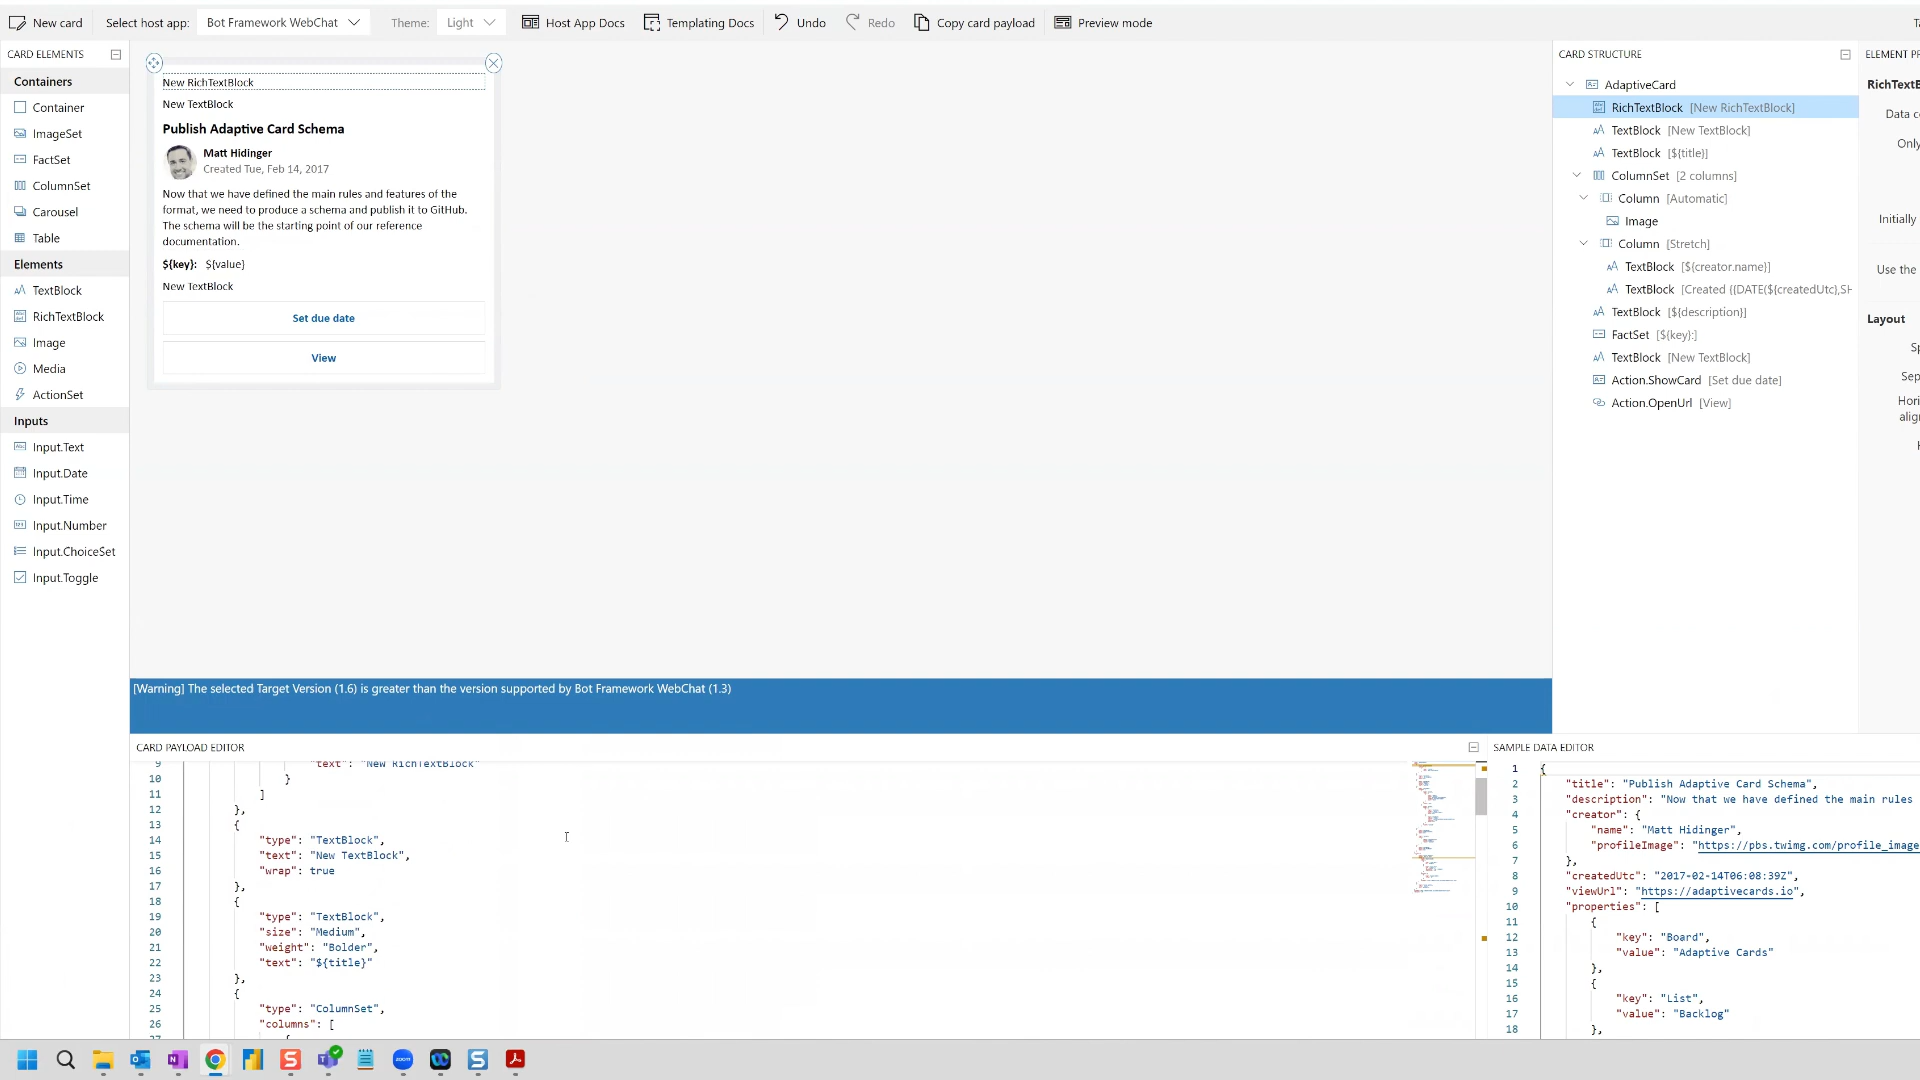 New card Select host app: Bot Framework WebChat Theme: Light Host App Docs Templating Docs Undo Redo Copy card payload Preview mode
CARD ELEMENTS
Containers
Container
ImageSet
FactSet
ColumnSet
Carousel
Table
Elements
TextBlock
RichTextBlock
Image
Media
ActionSet
Inputs
Input.Text
Input.Date
Input.Time
Input.Number
Input.ChoiceSet
Input.Toggle
New RichTextBlock
New TextBlock
Publish Adaptive Card Schema
Matt Hidinger
Created Tue, Feb 14, 2017
Now that we have defined the main rules and features of the
format, we need to produce a schema and publish it to GitHub.
The schema will be the starting point of our reference
documentation.
${key}: ${value}
New TextBlock
Set due date
View
[Warning] The selected Target Version (1.6) is greater than the version supported by Bot Framework WebChat (1.3)
CARD STRUCTURE
AdaptiveCard
RichTextBlock [New RichTextBlock]
TextBlock [New TextBlock]
TextBlock [${title}]
ColumnSet [2 columns]
Column [Automatic]
Image
Column [Stretch]
TextBlock [${creator.name}]
TextBlock [Created {{DATE(${createdUtc},SH
TextBlock [${description}]
FactSet [${key}:]
TextBlock [New TextBlock]
Action.ShowCard [Set due date]
Action.OpenUrl [View]
ELEMENT PR
RichTextB
Data c
Only
Initially
Use the
Layout
Sp
Sep
Hori
alig
CARD PAYLOAD EDITOR
9 "text": "New RichTextBlock"
10 }
11 ]
12 },
13 {
14 "type": "TextBlock",
15 "text": "New TextBlock",
16 "wrap": true
17 },
18 {
19 "type": "TextBlock",
20 "size": "Medium",
21 "weight": "Bolder",
22 "text": "${title}"
23 },
24 {
25 "type": "ColumnSet",
26 "columns": [
27 {
SAMPLE DATA EDITOR
1 {
2 "title": "Publish Adaptive Card Schema",
3 "description": "Now that we have defined the main rules
4 "creator": {
5 "name": "Matt Hidinger",
6 "profileImage": "https://pbs.twimg.com/profile_image
7 },
8 "createdUtc": "2017-02-14T06:08:39Z",
9 "viewUrl": "https://adaptivecards.io",
10 "properties": [
11 {
12 "key": "Board",
13 "value": "Adaptive Cards"
14 },
15 {
16 "key": "List",
17 "value": "Backlog"
18 },